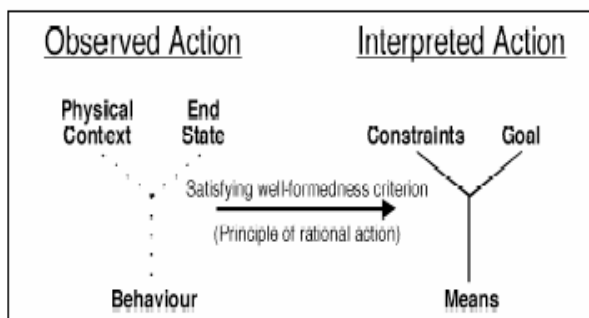 Observed Action
Interpreted Action
Physical Context
End State
Constraints
Goal
Satisfying well-formedness criterion
(Principle of rational action)
Behaviour
Means